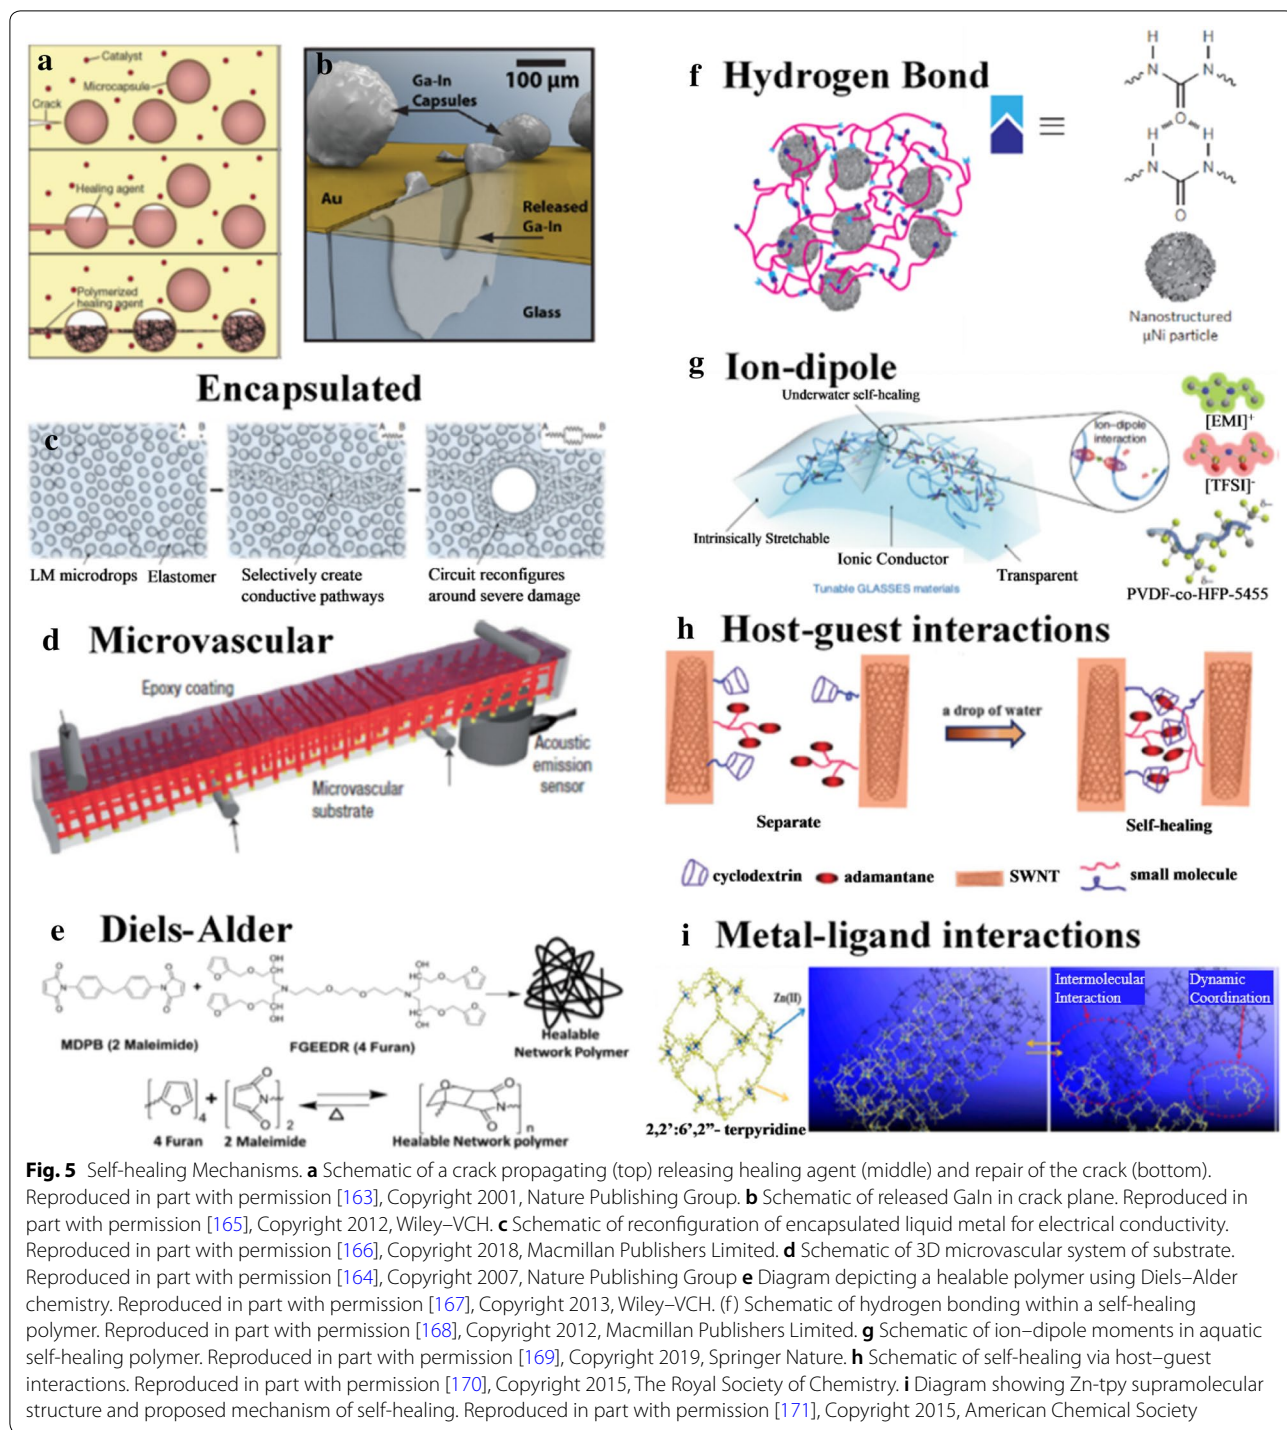 a
Catalyst
Microcapsule
Crack
Healing agent
Polymerized
healing agent
b
Ga-In
Capsules
100 µm
Au
Released
Ga-In
Glass
Encapsulated
c
A B
A B
A B
LM microdrops Elastomer
Selectively create
conductive pathways
Circuit reconfigures
around severe damage
d Microvascular
Epoxy coating
Microvascular
substrate
Acoustic
emission
sensor
e Diels-Alder
MDPB (2 Maleimide)
+
FGEEDR (4 Furan)
Healable
Network Polymer
4 Furan
+
2 Maleimide
Δ
Healable Network polymer
f Hydrogen Bond
≡
H H
N N
O
H H
N N
O
Nanostructured
µNi particle
g Ion-dipole
Underwater self-healing
Ion-dipole
interaction
[EMI]⁺
[TFSI]⁻
δ–
δ–
PVDF-co-HFP-5455
Intrinsically Stretchable
Ionic Conductor
Transparent
Tunable GLASSES materials
h Host-guest interactions
a drop of water
Separate
Self-healing
cyclodextrin adamantane SWNT small molecule
i Metal-ligand interactions
Zn(II)
2,2':6',2''- terpyridine
Intermolecular
Interaction
Dynamic
Coordination
Fig. 5 Self-healing Mechanisms. a Schematic of a crack propagating (top) releasing healing agent (middle) and repair of the crack (bottom).
Reproduced in part with permission [163], Copyright 2001, Nature Publishing Group. b Schematic of released GaIn in crack plane. Reproduced in
part with permission [165], Copyright 2012, Wiley–VCH. c Schematic of reconfiguration of encapsulated liquid metal for electrical conductivity.
Reproduced in part with permission [166], Copyright 2018, Macmillan Publishers Limited. d Schematic of 3D microvascular system of substrate.
Reproduced in part with permission [164], Copyright 2007, Nature Publishing Group e Diagram depicting a healable polymer using Diels–Alder
chemistry. Reproduced in part with permission [167], Copyright 2013, Wiley–VCH. (f) Schematic of hydrogen bonding within a self-healing
polymer. Reproduced in part with permission [168], Copyright 2012, Macmillan Publishers Limited. g Schematic of ion–dipole moments in aquatic
self-healing polymer. Reproduced in part with permission [169], Copyright 2019, Springer Nature. h Schematic of self-healing via host–guest
interactions. Reproduced in part with permission [170], Copyright 2015, The Royal Society of Chemistry. i Diagram showing Zn-tpy supramolecular
structure and proposed mechanism of self-healing. Reproduced in part with permission [171], Copyright 2015, American Chemical Society